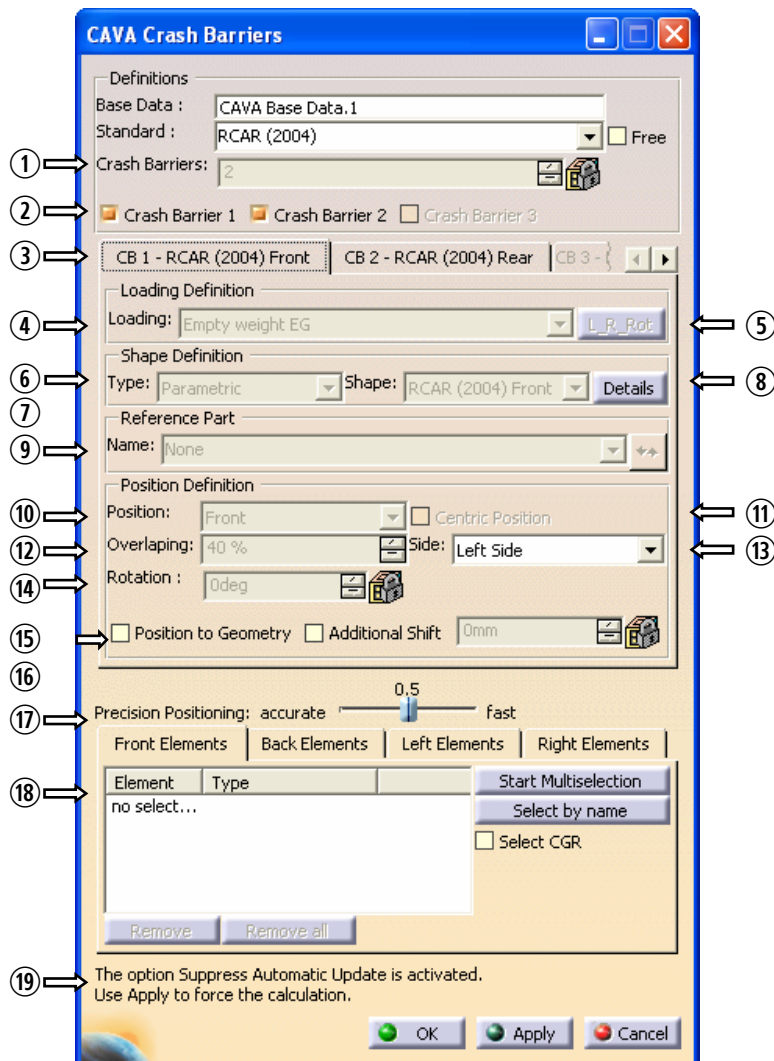 CAVA Crash Barriers
Definitions
Base Data : CAVA Base Data.1
Standard : RCAR (2004) Free
① Crash Barriers: 2
② Crash Barrier 1 Crash Barrier 2 Crash Barrier 3
③ CB 1 - RCAR (2004) Front CB 2 - RCAR (2004) Rear CB 3 -
Loading Definition
④ Loading: Empty weight EG L_R_Rot ⑤
Shape Definition
⑥ Type: Parametric Shape: RCAR (2004) Front Details ⑧
⑦
Reference Part
⑨ Name: None
Position Definition
⑩ Position: Front Centric Position ⑪
⑫ Overlaping: 40 % Side: Left Side ⑬
⑭ Rotation : 0deg
⑮ Position to Geometry Additional Shift 0mm
⑯
0.5
⑰ Precision Positioning: accurate fast
Front Elements Back Elements Left Elements Right Elements
⑱ Element Type Start Multiselection
no select... Select by name
Select CGR
Remove Remove all
⑲ The option Suppress Automatic Update is activated.
Use Apply to force the calculation.
OK Apply Cancel